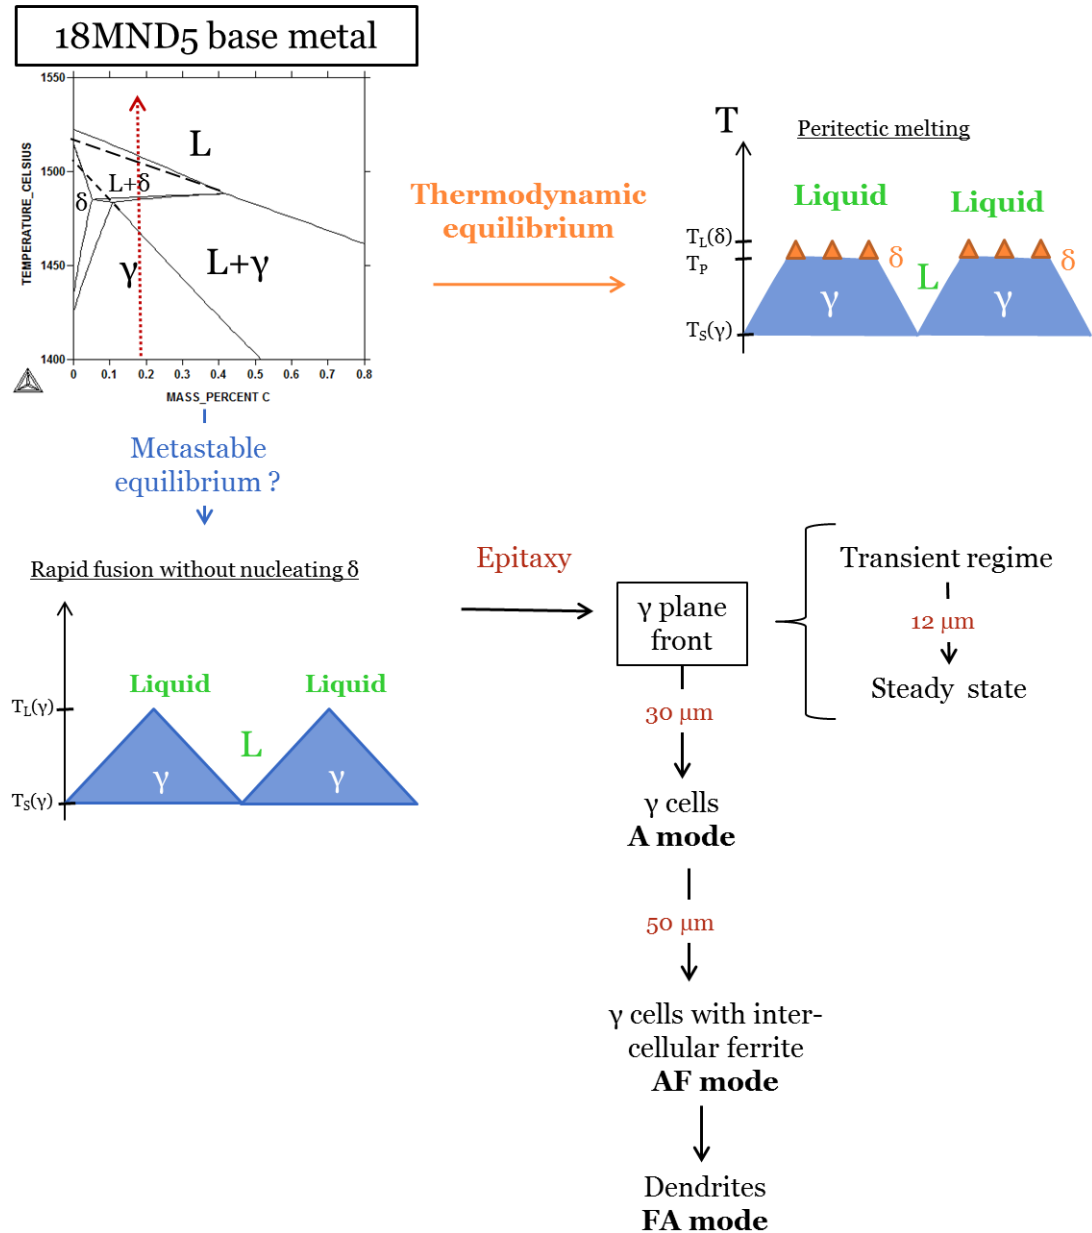 18MND5 base metal
1550
1500
1450
1400
TEMPERATURE_CELSIUS
L
L+δ
δ
γ
L+γ
0 0.1 0.2 0.3 0.4 0.5 0.6 0.7 0.8
MASS_PERCENT C
Thermodynamic
equilibrium
T
Peritectic melting
Liquid Liquid
T_L(δ)
T_P
δ δ
L
γ γ
T_S(γ)
Metastable
equilibrium ?
Rapid fusion without nucleating δ
Liquid Liquid
T_L(γ)
L
γ γ
T_S(γ)
Epitaxy
γ plane
front
Transient regime
12 µm
Steady state
30 µm
γ cells
A mode
50 µm
γ cells with inter-
cellular ferrite
AF mode
Dendrites
FA mode